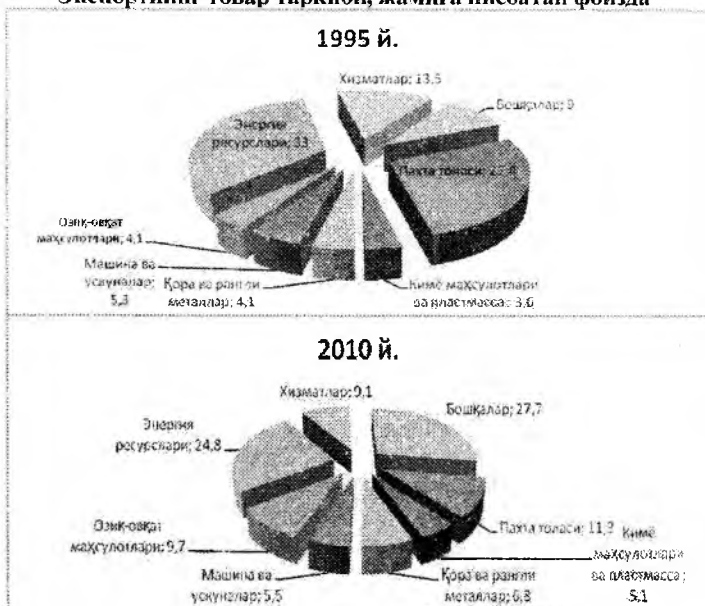 Экспортнинг товар таркиби, жамига нисбатан фоизда
1995 й.
Хизматлар; 13,5
Бошқалар; 9
Энергия
ресурслари; 33
Пахта толаси;
Озиқ-овқат
маҳсулотлари; 4,1
Машина ва
ускуналар;
5,3
Қора ва рангли
металлар; 4,1
Кимё маҳсулотлари
ва пластмасса; 3,6
2010 й.
Хизматлар; 9,1
Бошқалар; 27,7
Энергия
ресурслари; 24,8
Пахта толаси; 11,3
Озиқ-овқат
маҳсулотлари; 9,7
Кимё
маҳсулотлари
ва пластмасса;
5,1
Машина ва
ускуналар; 5,5
Қора ва рангли
металлар; 6,8